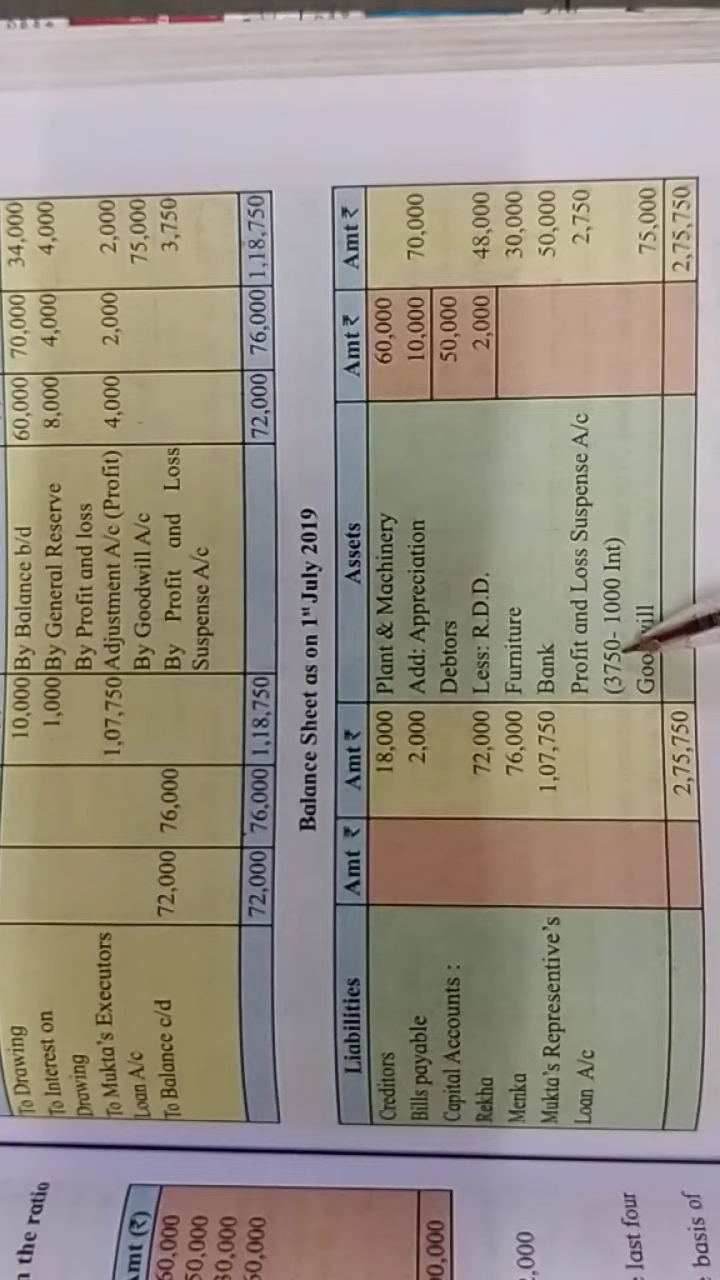 To Drawing 10,000 By Balance b/d 60,000 70,000 34,000
To Interest on 1,000 By General Reserve 8,000 4,000 4,000
Drawing By Profit and loss
To Mukta's Executors 1,07,750 Adjustment A/c (Profit) 4,000 2,000 2,000
Loan A/c By Goodwill A/c 75,000
To Balance c/d 72,000 76,000 By Profit and Loss 3,750
Suspense A/c
72,000 76,000 1,18,750 72,000 76,000 1,18,750
Balance Sheet as on 1st July 2019
Liabilities Amt ₹ Amt ₹ Assets Amt ₹ Amt ₹
Creditors 18,000 Plant & Machinery 60,000
Bills payable 2,000 Add: Appreciation 10,000 70,000
Capital Accounts : Debtors 50,000
Rekha 72,000 Less: R.D.D. 2,000 48,000
Menka 76,000 Furniture 30,000
Mukta's Representative's 1,07,750 Bank 50,000
Loan A/c Profit and Loss Suspense A/c 2,750
(3750- 1000 Int)
75,000
2,75,750 2,75,750
the ratio
Amt (₹)
60,000
50,000
30,000
60,000
,000
last four
basis of